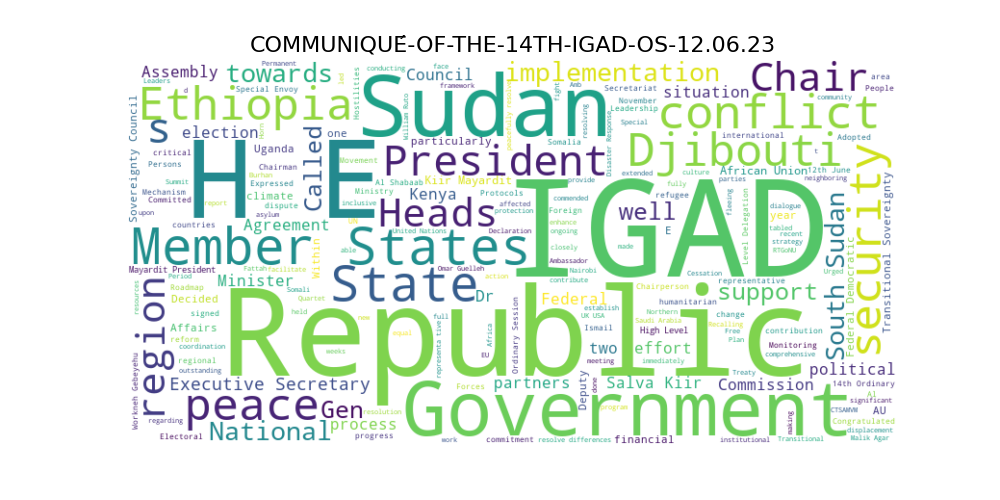 COMMUNIQUÉ-OF-THE-14TH-IGAD-OS-12.06.23
Permanent
Leaders
Assembly
towards
Special Envoy
Hostilities
conducting
face
Council
framework
implementation
Chair
area
People
Ethiopia
Sudan
William Ruto
peacefully resolve
fight
Amb
resolving
Secretariat
situation
November
Leadership
community
conflict
Sovereignty Council
s
election
Called
one
particularly
Somalia
Disaster Response
Special
international
Adopted
critical
Uganda
Movement
President
Djibouti
Persons
Chairman
H E
Al Shabaab
Kiir Mayardit
extended
culture
parties
African Union
12th June
neighboring
Summit
Expressed
Ministry
Protocols
provide
fully
Mechanism
Burhan
climate
Kenya
affected
commended
refugee
Level Delegation
fleeing
year
dialogue
Committed
report
dispute
inclusive
Heads
protection
Foreign
well
E
tabled
recent
upon
asylum
UN
enhance
ongoing
strategy
countries
Agreement
United Nations
Declaration
made
RTGoNU
Member
Within
able
States
closely
IGAD
South Sudan
security
Transitional Sovereignty
Mayardit President
Fattah
facilitate
Omar Guelleh
action
Ambassador
Nairobi
Cessation
Urged
Federal Democratic
Period
Roadmap
Minister
Somali
State
contribute
representative
resources
region
Decided
Quartet
Dr
Federal
Chairperson
humanitarian
support
signed
held
new
establish
UK USA
Northern
Saudi Arabia
change
Affairs
Republic
full
Africa
Ordinary Session
Ismail
High Level
Recalling
contribution
reform
equal
Free
Plan
coordination
weeks
representative
two
effort
Monitoring
regional
EU
meeting
immediately
comprehensive
outstanding
Workneh Gebeyehu
Executive Secretary
partners
Deputy
done
Salva Kiir
Treaty
Commission
political
14th Ordinary
Forces
Al
significant
peace
Gen
resolution
Government
program
CTSAMVM
AU
regarding
National
process
making
Congratulated
displacement
Electoral
progress
work
commitment
resolve differences
financial
institutional
Transitional
Malik Agar